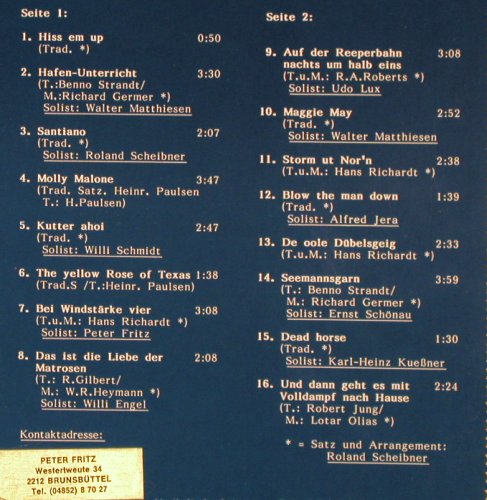 Seite 1:
1. Hiss em up 0:50
(Trad. *)
2. Hafen-Unterricht 3:30
(T.:Benno Strandt/
M.:Richard Germer *)
Solist: Walter Matthiesen
3. Santiano 2:07
(Trad. *)
Solist: Roland Scheibner
4. Molly Malone 3:47
(Trad. Satz. Heinr. Paulsen
T.: H.Paulsen)
5. Kutter ahoi 2:47
(Trad. *)
Solist: Willi Schmidt
6. The yellow Rose of Texas 1:38
(Trad.S /T.:Heinr. Paulsen)
7. Bei Windstärke vier 3:08
(T.u.M.: Hans Richardt *)
Solist: Peter Fritz
8. Das ist die Liebe der 2:08
Matrosen
(T.: R.Gilbert/
M.: W.R.Heymann *)
Solist: Willi Engel
Kontaktadresse:
PETER FRITZ
Westertweute 34
2212 BRUNSBÜTTEL
Tel. (04852) 8 70 27
Seite 2:
9. Auf der Reeperbahn 3:08
nachts um halb eins
(T.u.M.: R.A.Roberts *)
Solist: Udo Lux
10. Maggie May 2:52
(Trad. *)
Solist: Walter Matthiesen
11. Storm ut Nor'n 2:38
(T.u.M.: Hans Richardt *)
12. Blow the man down 1:39
(Trad. *)
Solist: Alfred Jera
13. De oole Dübelsgeig 2:33
(T.u.M.: Hans Richardt *)
14. Seemannsgarn 3:59
(T.: Benno Strandt/
M.: Richard Germer *)
Solist: Ernst Schönau
15. Dead horse 1:30
(Trad. *)
Solist: Karl-Heinz Kueßner
16. Und dann geht es mit 2:24
Volldampf nach Hause
(T.: Robert Jung/
M.: Lotar Olias *)
* = Satz und Arrangement:
Roland Scheibner